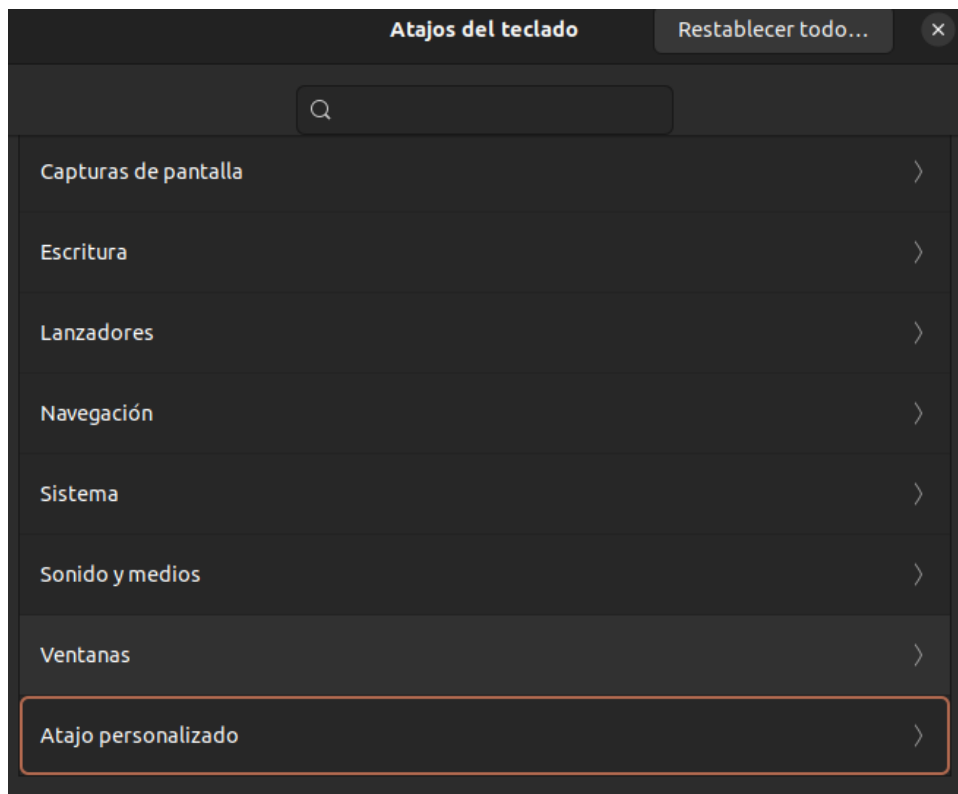 Atajos del teclado
Restablecer todo...
Capturas de pantalla
Escritura
Lanzadores
Navegación
Sistema
Sonido y medios
Ventanas
Atajo personalizado